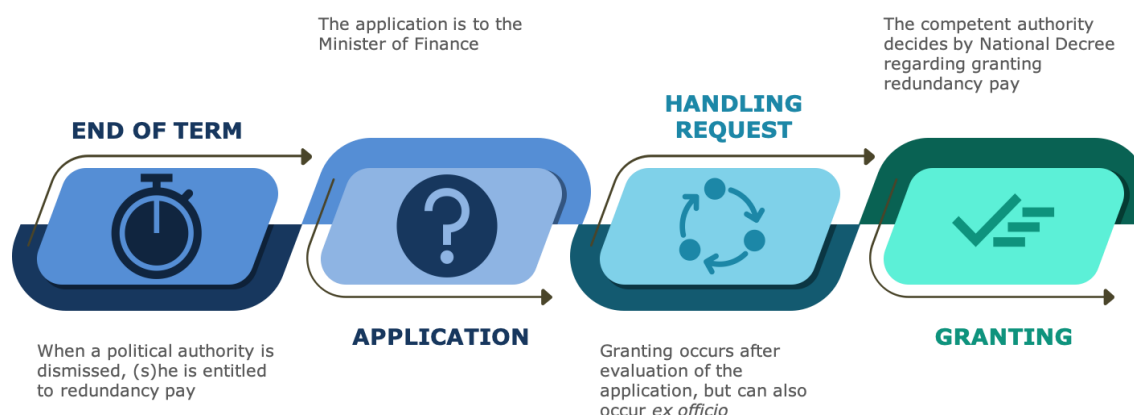 END OF TERM
When a political authority is
dismissed, (s)he is entitled
to redundancy pay
The application is to the
Minister of Finance
APPLICATION
HANDLING
REQUEST
Granting occurs after
evaluation of the
application, but can also
occur ex officio
The competent authority
decides by National Decree
regarding granting
redundancy pay
GRANTING